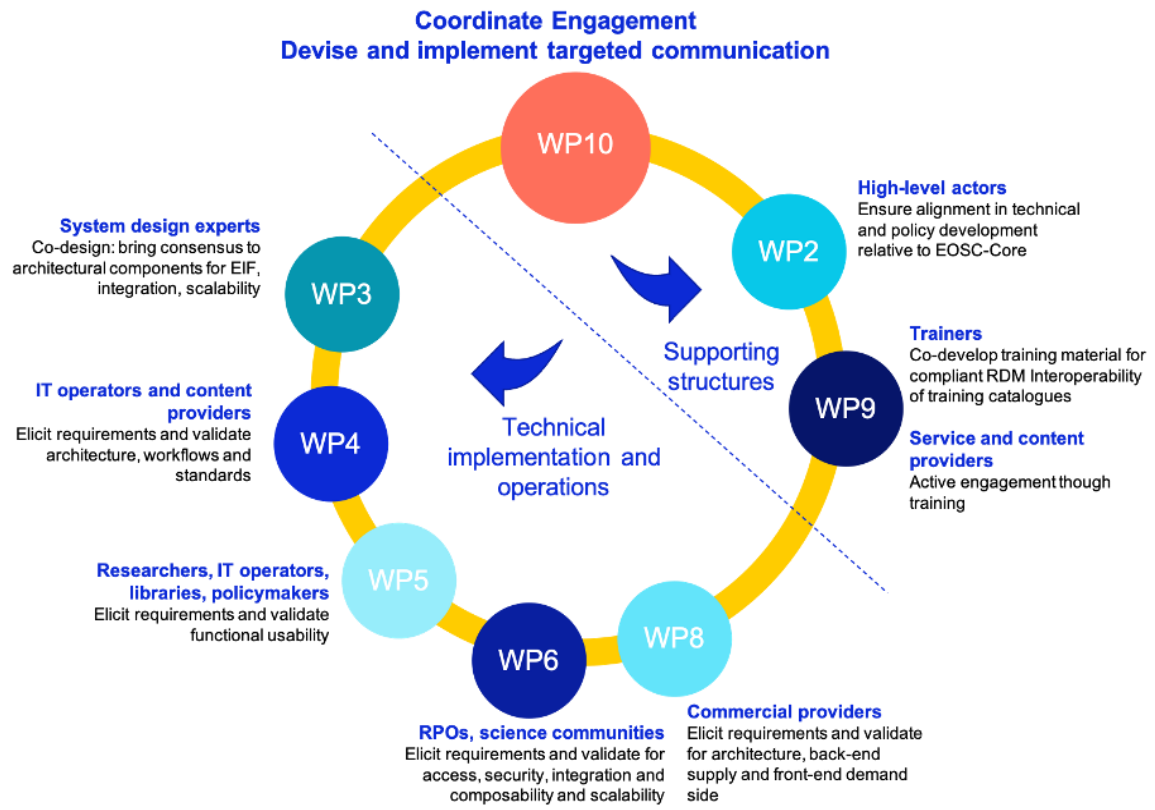 Coordinate Engagement
Devise and implement targeted communication
WP10
High-level actors
Ensure alignment in technical
and policy development
relative to EOSC-Core
WP2
System design experts
Co-design: bring consensus to
architectural components for EIF,
integration, scalability
WP3
Supporting
structures
Trainers
Co-develop training material for
compliant RDM Interoperability
of training catalogues
WP9
Service and content
providers
Active engagement though
training
IT operators and content
providers
Elicit requirements and validate
architecture, workflows and
standards
WP4
Technical
implementation and
operations
Researchers, IT operators,
libraries, policymakers
Elicit requirements and validate
functional usability
WP5
WP6
RPOs, science communities
Elicit requirements and validate for
access, security, integration and
composability and scalability
WP8
Commercial providers
Elicit requirements and validate
for architecture, back-end
supply and front-end demand
side